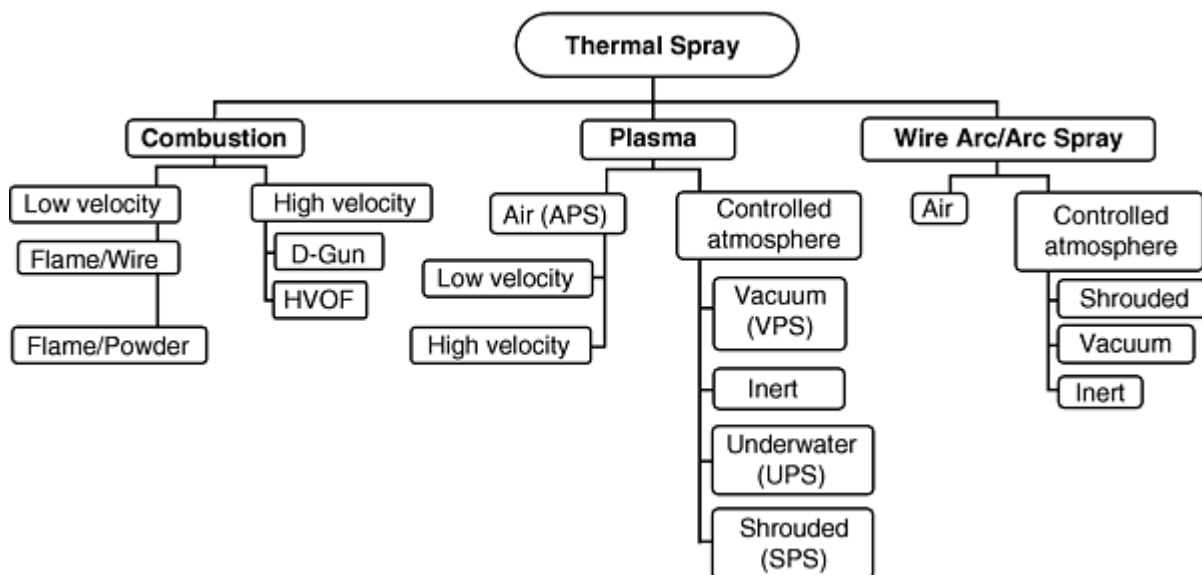 Thermal Spray
Combustion
Low velocity
Flame/Wire
Flame/Powder
High velocity
D-Gun
HVOF
Plasma
Air (APS)
Low velocity
High velocity
Controlled
atmosphere
Vacuum
(VPS)
Inert
Underwater
(UPS)
Shrouded
(SPS)
Wire Arc/Arc Spray
Air
Controlled
atmosphere
Shrouded
Vacuum
Inert